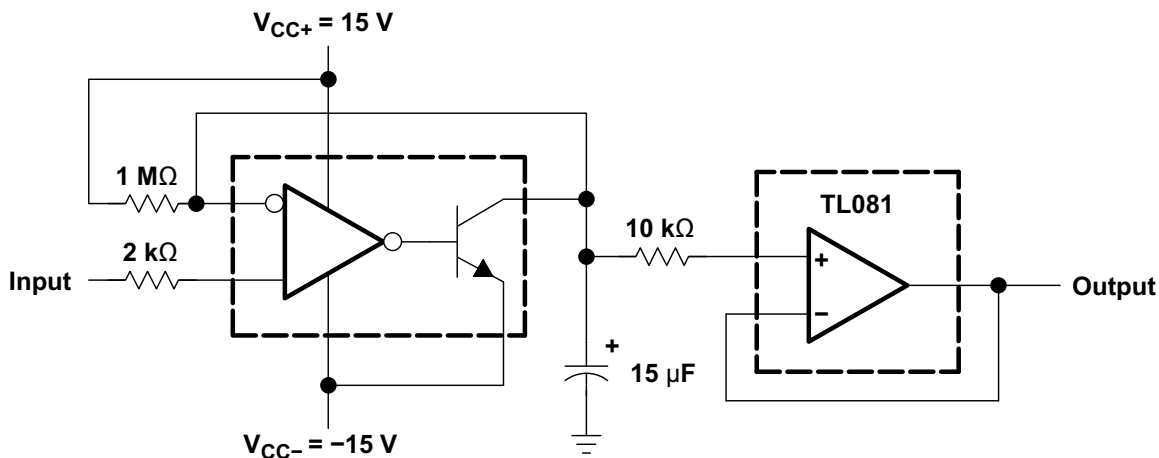 VCC+ = 15 V
1 MΩ
2 kΩ
Input
TL081
10 kΩ
+
−
Output
+
15 µF
VCC− = −15 V